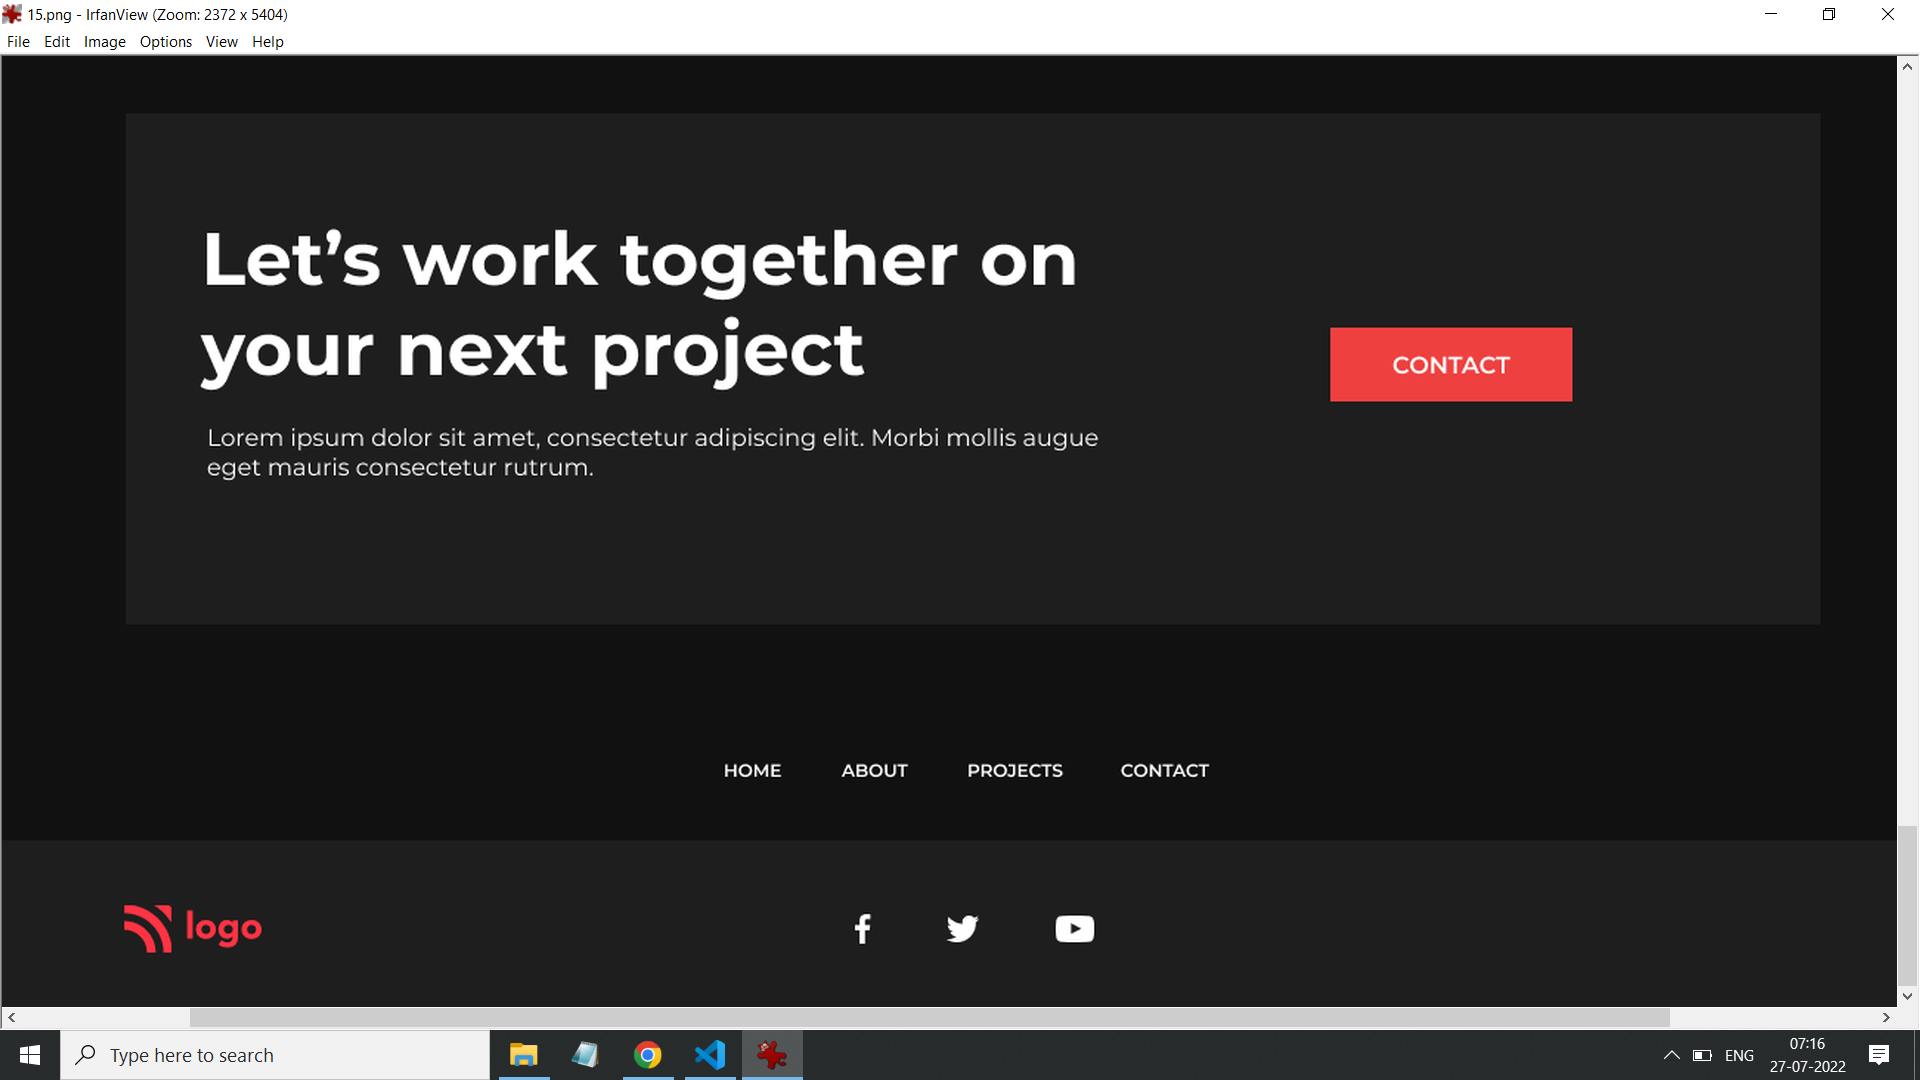 15.png - IrfanView (Zoom: 2372 x 5404)
File Edit Image Options View Help
Let’s work together on
your next project
Lorem ipsum dolor sit amet, consectetur adipiscing elit. Morbi mollis augue
eget mauris consectetur rutrum.
CONTACT
HOME ABOUT PROJECTS CONTACT
logo
Type here to search
ENG
07:16
27-07-2022